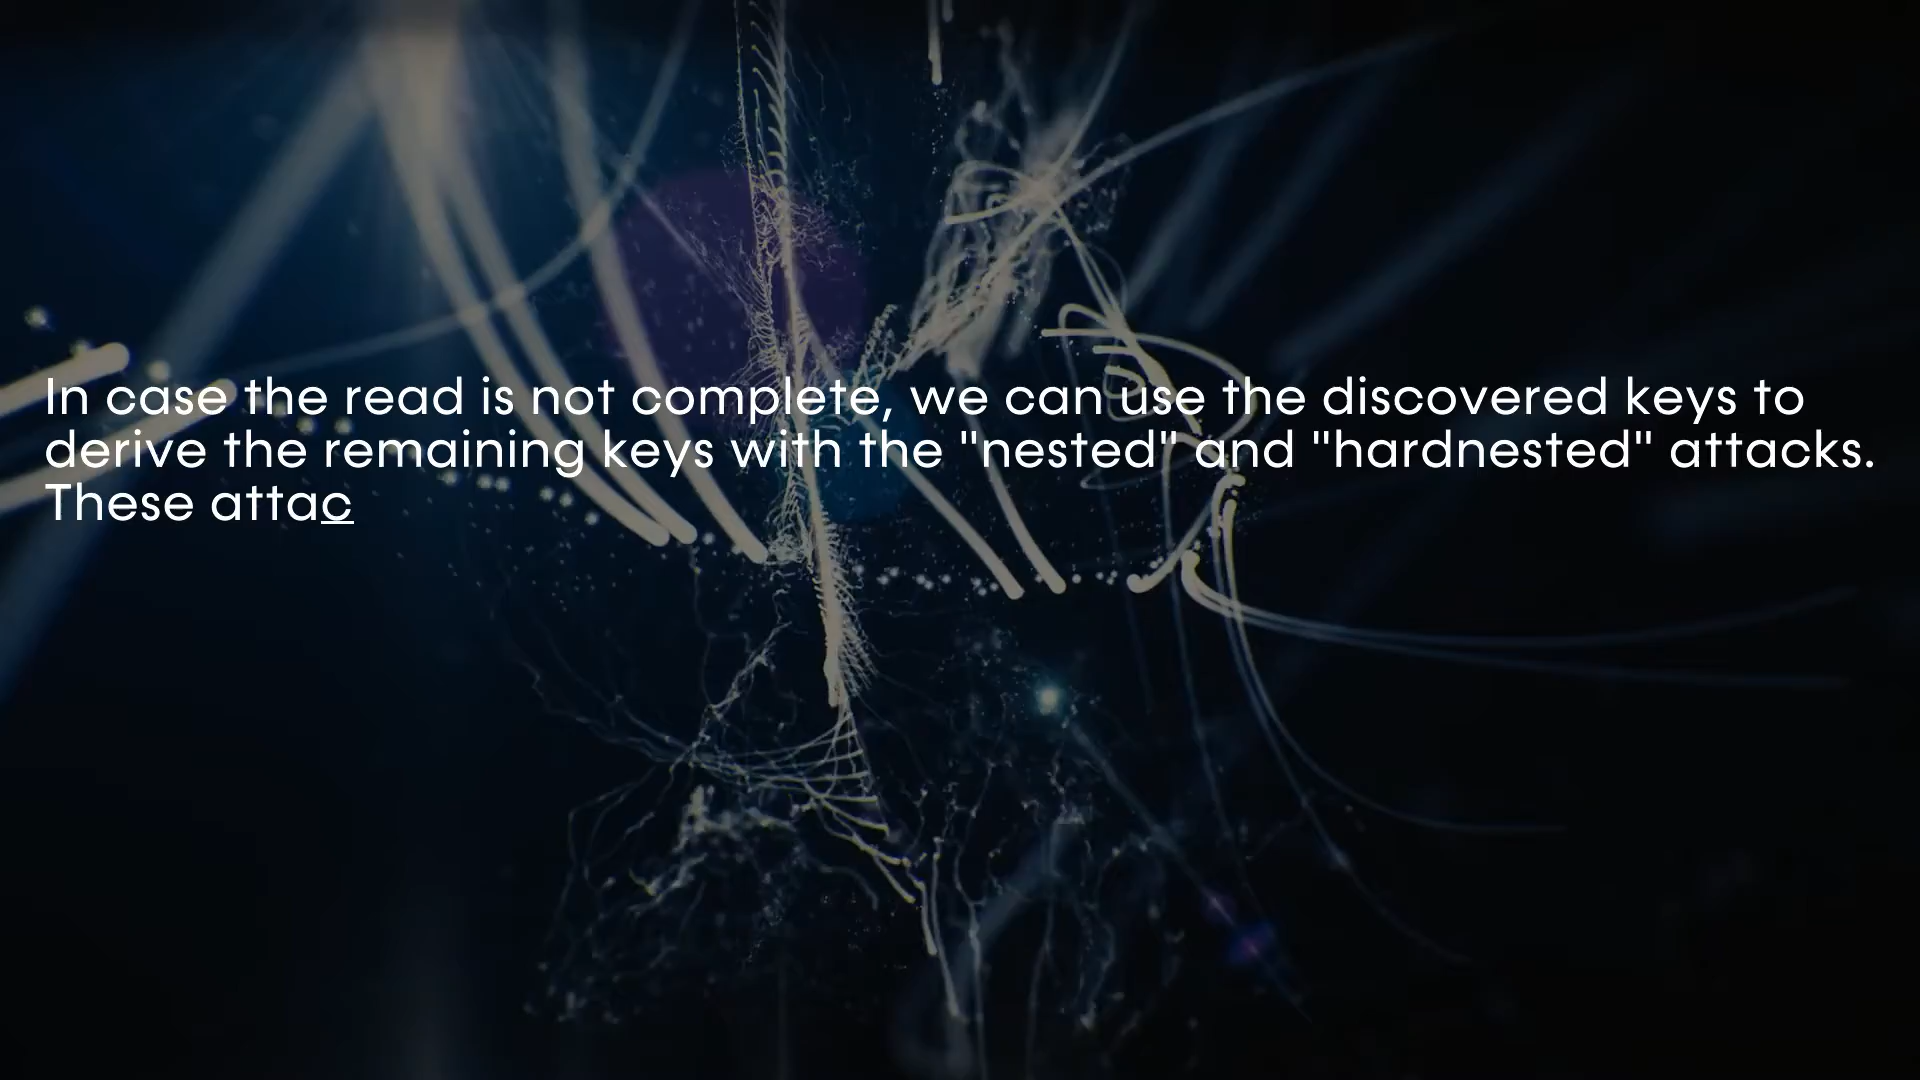 In case the read is not complete, we can use the discovered keys to
derive the remaining keys with the "nested" and "hardnested" attacks.
These attac